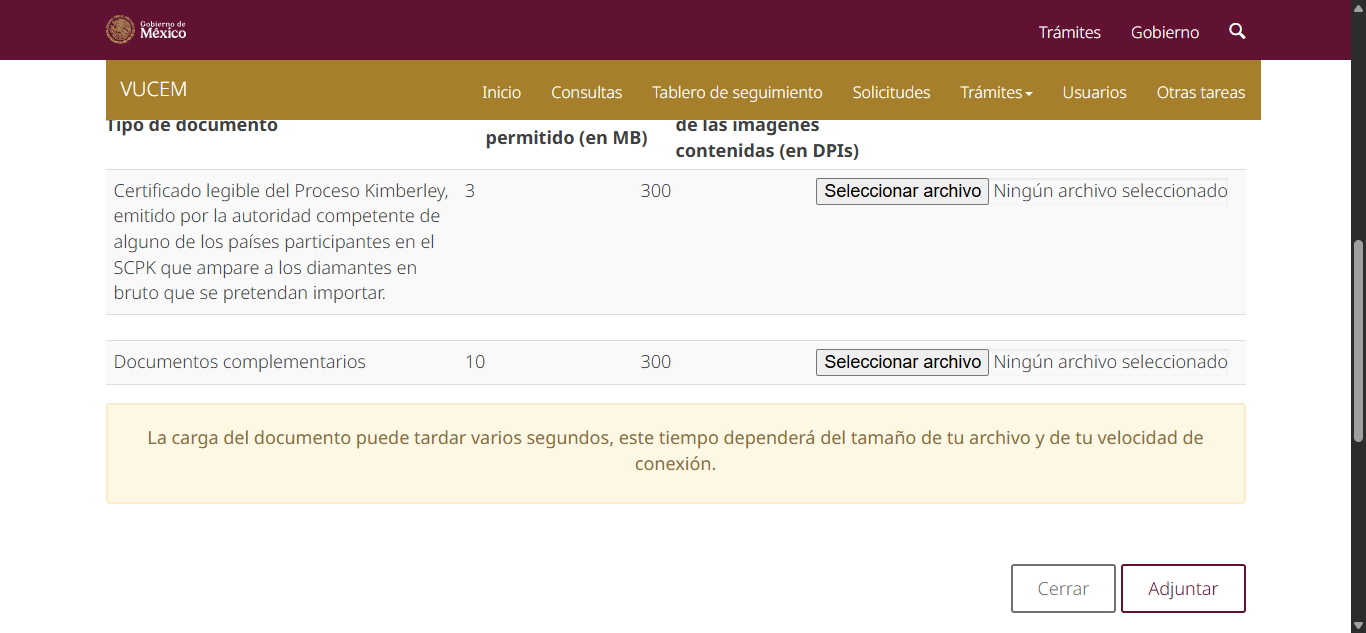 Gobierno de
México
Trámites
Gobierno
VUCEM
Inicio
Consultas
Tablero de seguimiento
Solicitudes
Trámites
Usuarios
Otras tareas
Tipo de documento
permitido (en MB)
de las imágenes
contenidas (en DPIs)
Certificado legible del Proceso Kimberley,
emitido por la autoridad competente de
alguno de los países participantes en el
SCPK que ampare a los diamantes en
bruto que se pretendan importar.
3
300
Seleccionar archivo
Ningún archivo seleccionado
Documentos complementarios
10
300
Seleccionar archivo
Ningún archivo seleccionado
La carga del documento puede tardar varios segundos, este tiempo dependerá del tamaño de tu archivo y de tu velocidad de
conexión.
Cerrar
Adjuntar